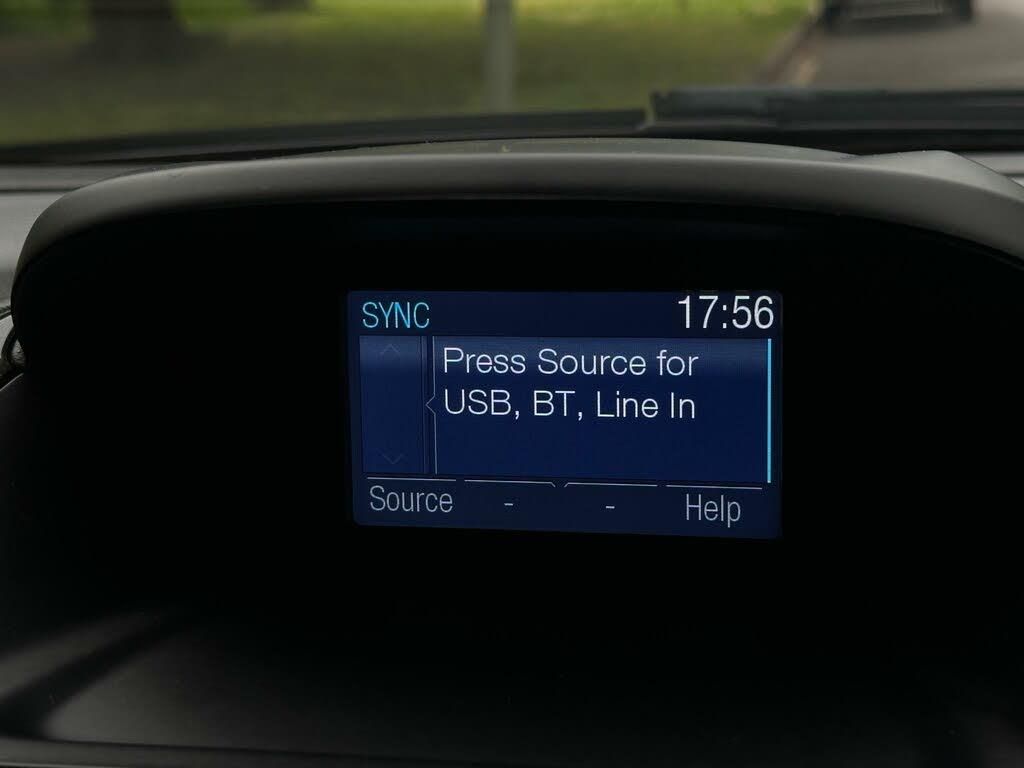 SYNC 17:56
Press Source for
USB, BT, Line In
Source - - Help